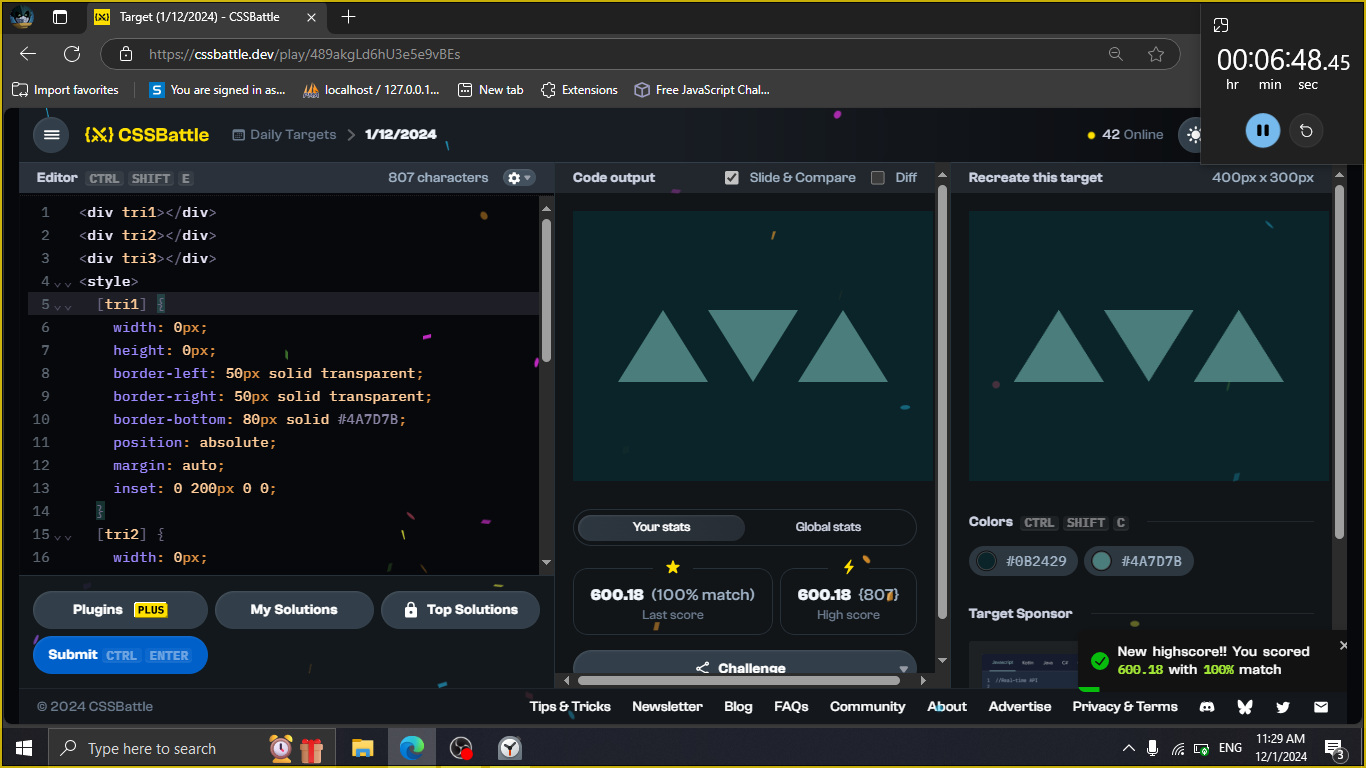 Target (1/12/2024) - CSSBattle
https://cssbattle.dev/play/489akgLd6hU3e5e9vBEs
Import favorites
You are signed in as...
localhost / 127.0.0.1...
New tab
Extensions
Free JavaScript Chal...
00:06:48.45
hr min sec
{X} CSSBattle
Daily Targets > 1/12/2024
42 Online
Editor CTRL SHIFT E
807 characters
1 <div tri1></div>
2 <div tri2></div>
3 <div tri3></div>
4 <style>
5 [tri1] {
6 width: 0px;
7 height: 0px;
8 border-left: 50px solid transparent;
9 border-right: 50px solid transparent;
10 border-bottom: 80px solid #4A7D7B;
11 position: absolute;
12 margin: auto;
13 inset: 0 200px 0 0;
14 }
15 [tri2] {
16 width: 0px;
Plugins PLUS
My Solutions
Top Solutions
Submit CTRL ENTER
Code output
Slide & Compare
Diff
Your stats
Global stats
600.18 (100% match)
Last score
600.18 {807}
High score
Challenge
Recreate this target
400px x 300px
Colors CTRL SHIFT C
#0B2429
#4A7D7B
Target Sponsor
Javascript Kotlin Java C#
1 //Real-time API
2
New highscore!! You scored
600.18 with 100% match
© 2024 CSSBattle
Tips & Tricks
Newsletter
Blog
FAQs
Community
About
Advertise
Privacy & Terms
Type here to search
ENG
11:29 AM
12/1/2024
3